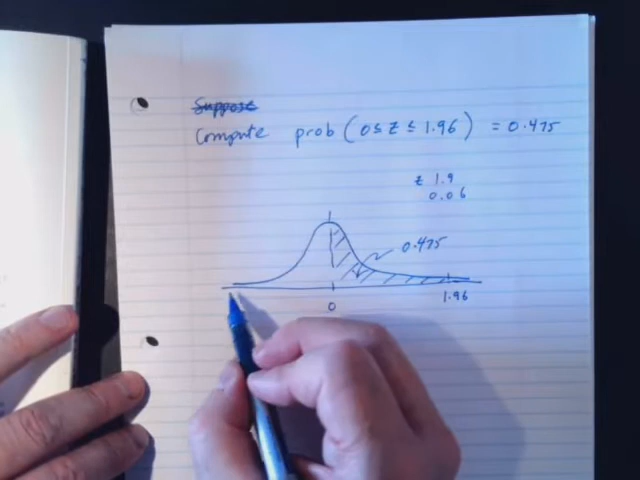 Suppose
Compute prob (0 ≤ z ≤ 1.96) = 0.475
z 1.9
0.06
0.475
0
1.96